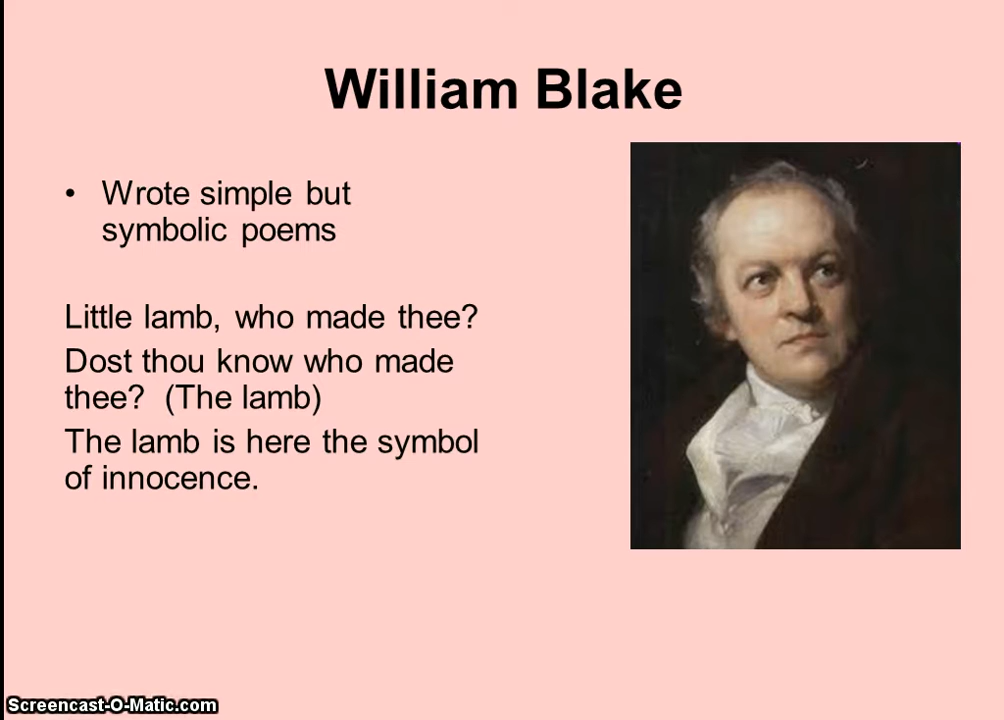 William Blake
• Wrote simple but
symbolic poems
Little lamb, who made thee?
Dost thou know who made
thee? (The lamb)
The lamb is here the symbol
of innocence.
Screencast-O-Matic.com